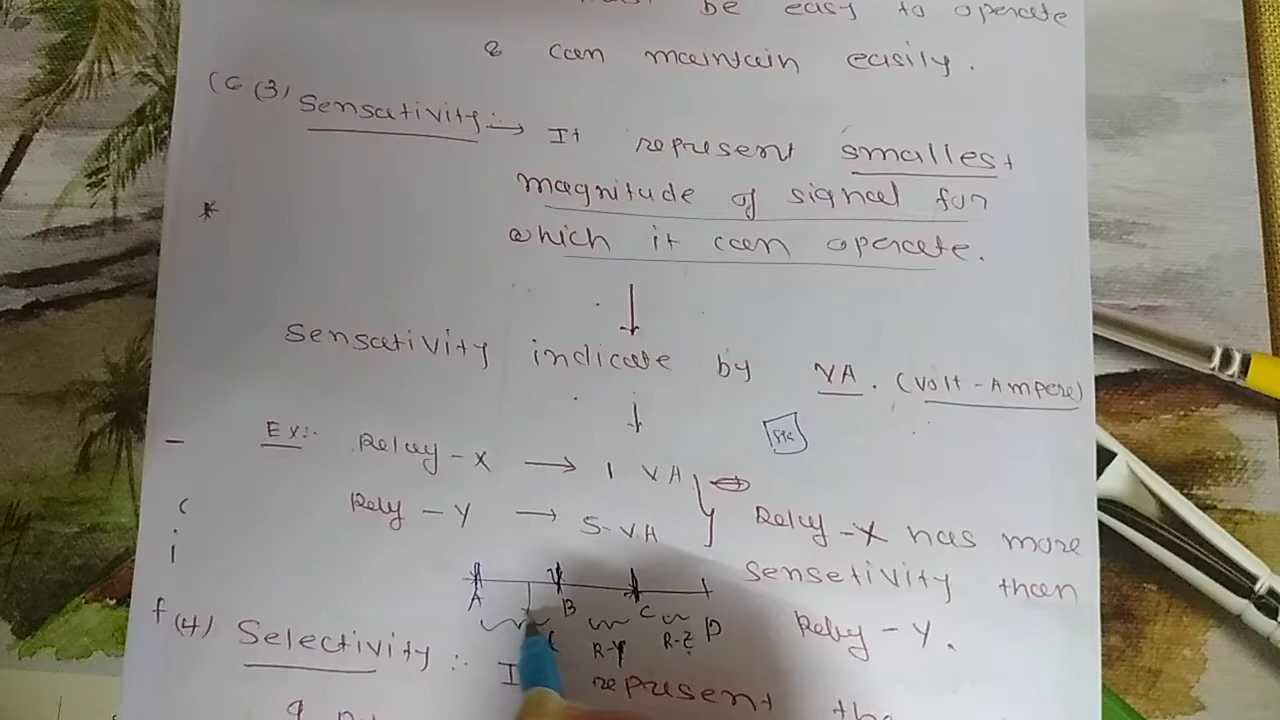 be easy to operate
& can maintain easily.
(3) Sensativity :→ It represent smallest
magnitude of signal for
* which it can operate.
↓
Sensativity indicate by VA. (Volt-Ampere)
↓
Ex:- Relay-X → 1 VA
Rely-Y → 5-VA
Relay-X has more
sensetivity than
Rely-Y.
A B C D
R-Y R-Z
(4) Selectivity :- It represent the